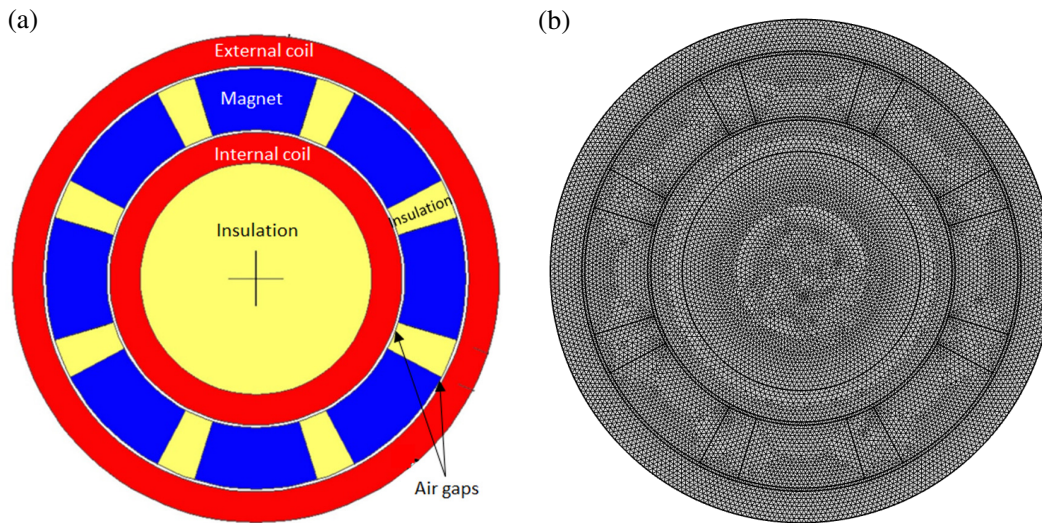 (a)
(b)
External coil
Magnet
Internal coil
Insulation
Insulation
Air gaps